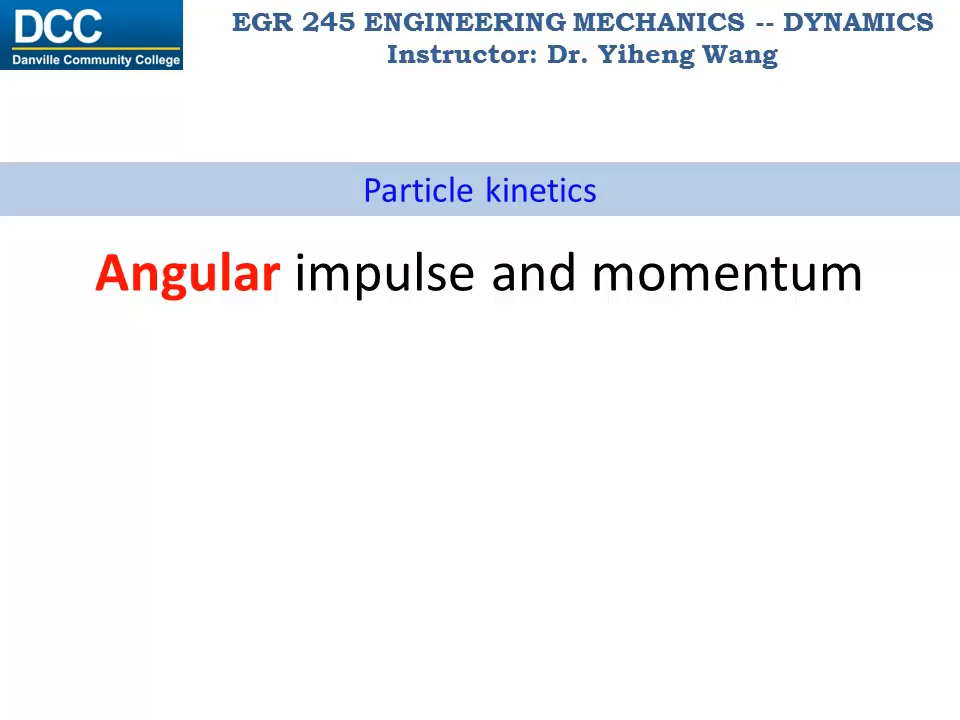 DCC
Danville Community College
EGR 245 ENGINEERING MECHANICS -- DYNAMICS
Instructor: Dr. Yiheng Wang
Particle kinetics
Angular impulse and momentum